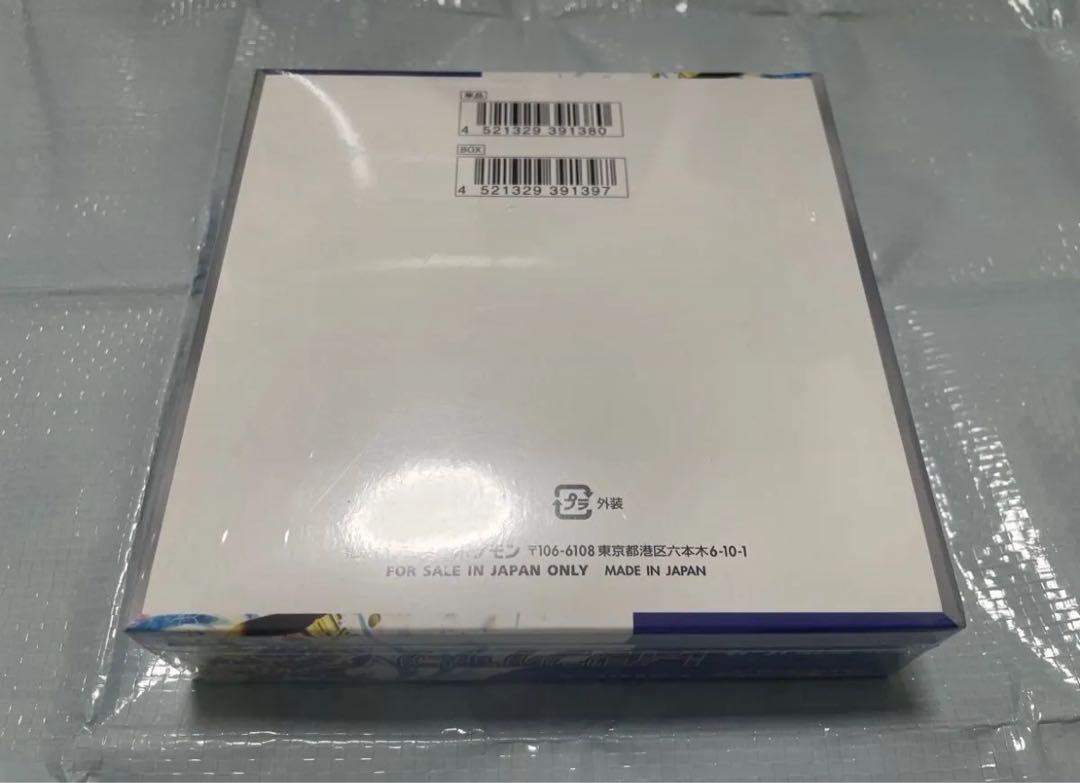 単品
4 521329 391380
BOX
4 521329 391397
プラ 外装
ポケモン 〒106-6108 東京都港区六本木6-10-1
FOR SALE IN JAPAN ONLY MADE IN JAPAN